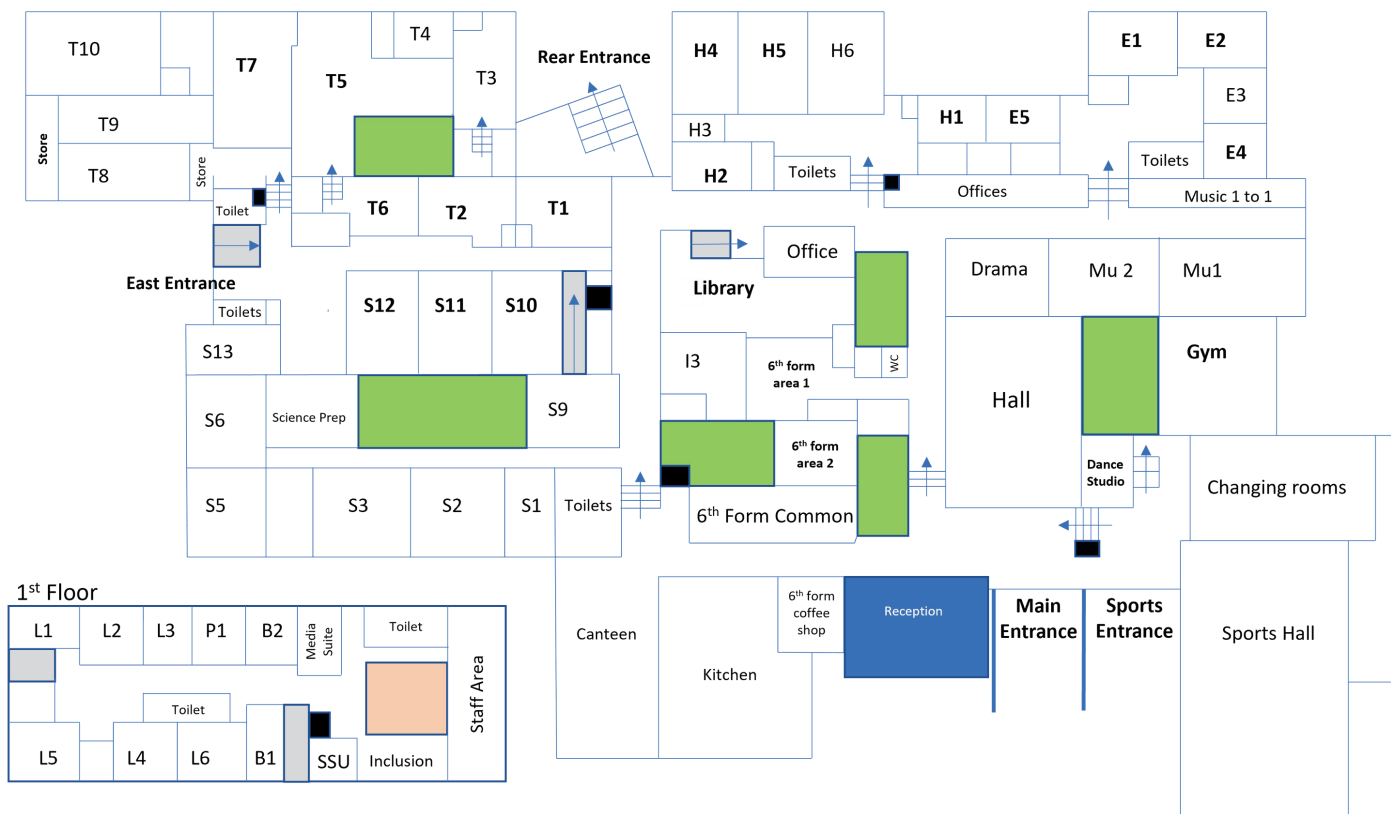 T10
T7
T4
T5
T3
Rear Entrance
H4
H5
H6
E1
E2
E3
T9
Store
T8
Store
H3
H1
E5
E4
H2
Toilets
Toilets
Offices
Music 1 to 1
Toilet
T6
T2
T1
East Entrance
Office
Library
Drama
Mu 2
Mu1
Toilets
S12
S11
S10
S13
I3
6th form
area 1
WC
Gym
Hall
S6
Science Prep
S9
6th form
area 2
Dance
Studio
Changing rooms
S5
S3
S2
S1
Toilets
6th Form Common
1st Floor
L1
L2
L3
P1
B2
Media
Suite
Toilet
Staff Area
Toilet
L5
L4
L6
B1
SSU
Inclusion
Canteen
Kitchen
6th form
coffee
shop
Reception
Main
Entrance
Sports
Entrance
Sports Hall